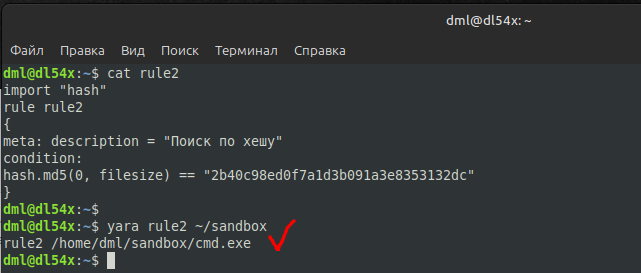 dml@dl54x: ~
Файл Правка Вид Поиск Терминал Справка
dml@dl54x:~$ cat rule2
import "hash"
rule rule2
{
meta: description = "Поиск по хешу"
condition:
hash.md5(0, filesize) == "2b40c98ed0f7a1d3b091a3e8353132dc"
}
dml@dl54x:~$
dml@dl54x:~$ yara rule2 ~/sandbox
rule2 /home/dml/sandbox/cmd.exe
dml@dl54x:~$